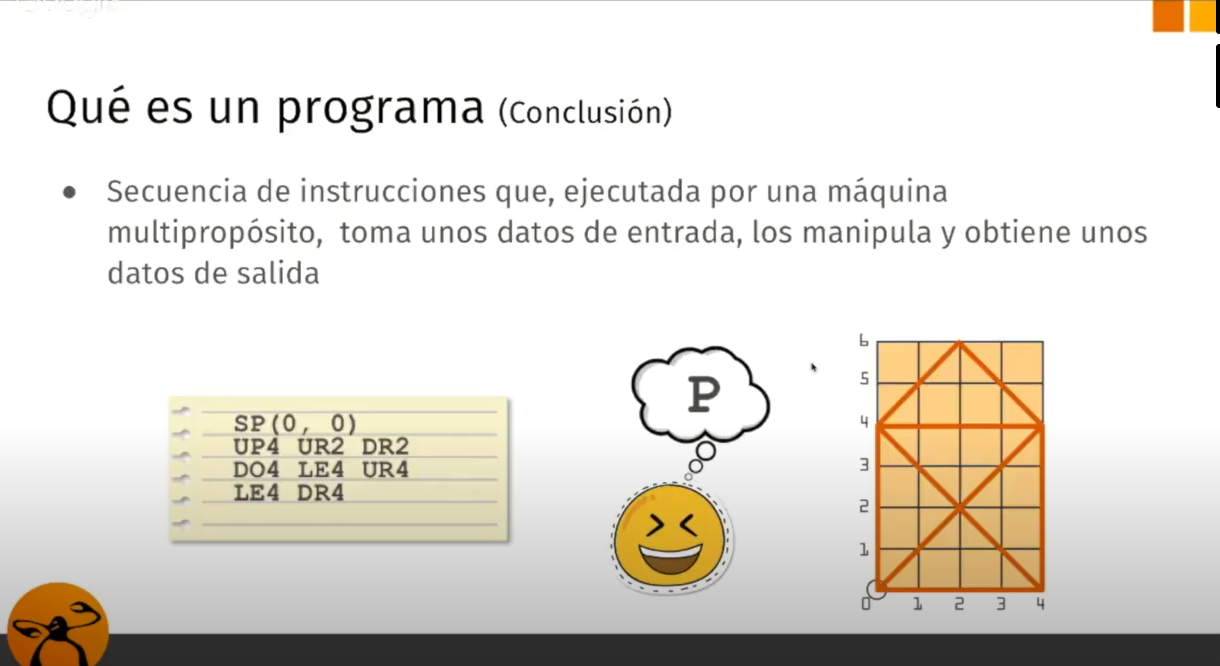 Qué es un programa (Conclusión)
● Secuencia de instrucciones que, ejecutada por una máquina
multipropósito, toma unos datos de entrada, los manipula y obtiene unos
datos de salida
SP(0, 0)
UP4 UR2 DR2
DO4 LE4 UR4
LE4 DR4
P
6
5
4
3
2
1
0 1 2 3 4